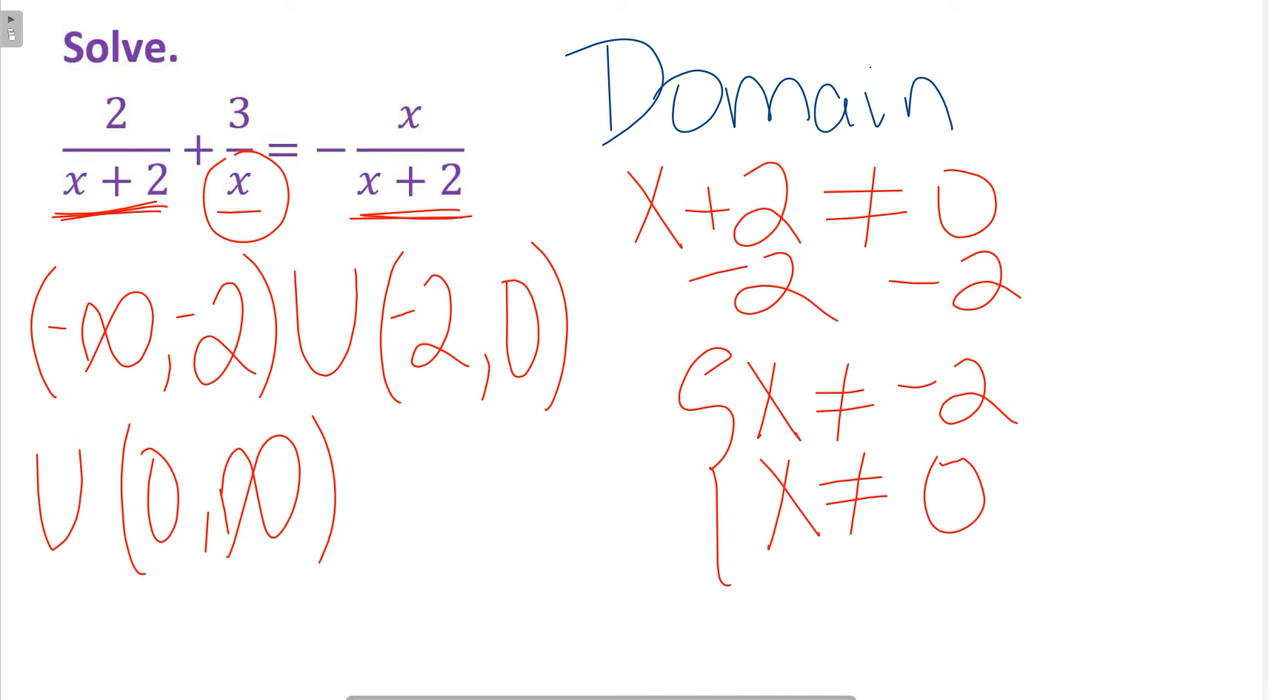 Solve.
2/(x + 2) + 3/x = − x/(x + 2)
(-∞, -2) ∪ (-2, 0)
∪ (0, ∞)
Domain
x + 2 ≠ 0
-2 -2
x ≠ -2
x ≠ 0